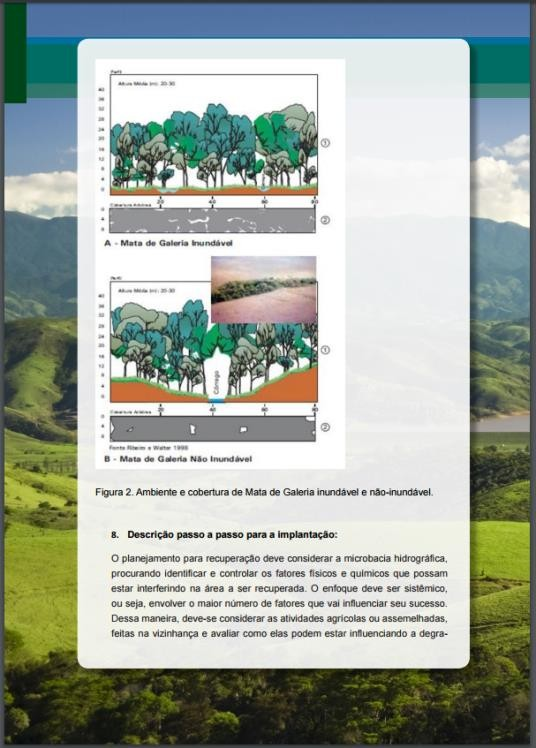 Perfil
Altura Média (m): 20-30
40
36
32
28
24
20
16
12
8
4
0
1
20
40
60
80
Cobertura Arbórea
0
4
8
2
A - Mata de Galeria Inundável
Perfil
Altura Média (m): 20-30
40
36
32
28
24
20
16
12
8
4
0
1
Córrego
20
40
60
80
Cobertura Arbórea
0
4
8
2
Fonte Ribeiro e Walter 1998
B - Mata de Galeria Não Inundável
Figura 2. Ambiente e cobertura de Mata de Galeria inundável e não-inundável.
8. Descrição passo a passo para a implantação:
O planejamento para recuperação deve considerar a microbacia hidrográfica,
procurando identificar e controlar os fatores físicos e químicos que possam
estar interferindo na área a ser recuperada. O enfoque deve ser sistêmico,
ou seja, envolver o maior número de fatores que vai influenciar seu sucesso.
Dessa maneira, deve-se considerar as atividades agrícolas ou assemelhadas,
feitas na vizinhança e avaliar como elas podem estar influenciando a degra-